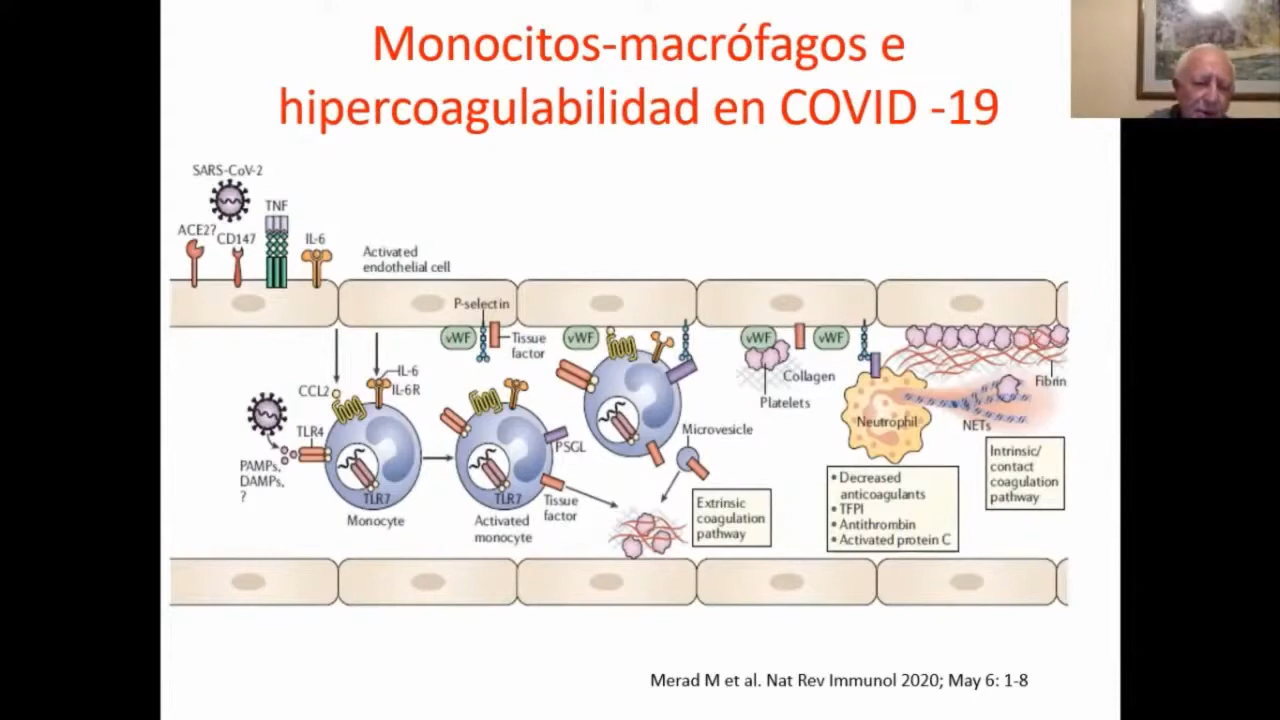 Monocitos-macrófagos e
hipercoagulabilidad en COVID -19
SARS-CoV-2
TNF
ACE2?
CD147
IL-6
Activated
endothelial cell
P-selectin
vWF
Tissue
factor
vWF
vWF
vWF
Collagen
Platelets
Fibrin
IL-6
IL-6R
CCL2
TLR4
PAMPs,
DAMPs,
?
TLR7
Monocyte
PSGL
TLR7
Activated
monocyte
Tissue
factor
Microvesicle
Extrinsic
coagulation
pathway
Neutrophil
NETs
Intrinsic/
contact
coagulation
pathway
• Decreased
anticoagulants
• TFPI
• Antithrombin
• Activated protein C
Merad M et al. Nat Rev Immunol 2020; May 6: 1-8